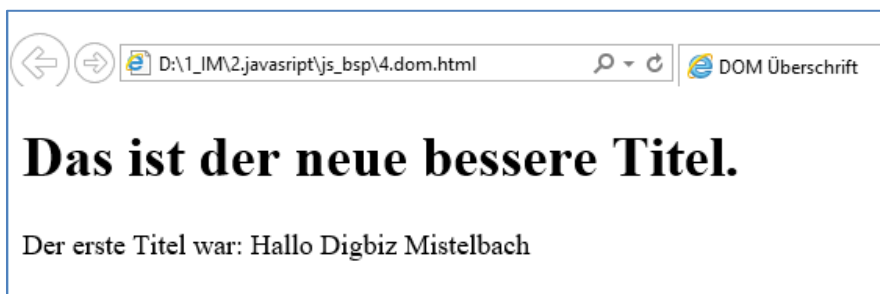 D:\1_IM\2.javasript\js_bsp\4.dom.html
DOM Überschrift
Das ist der neue bessere Titel.
Der erste Titel war: Hallo Digbiz Mistelbach